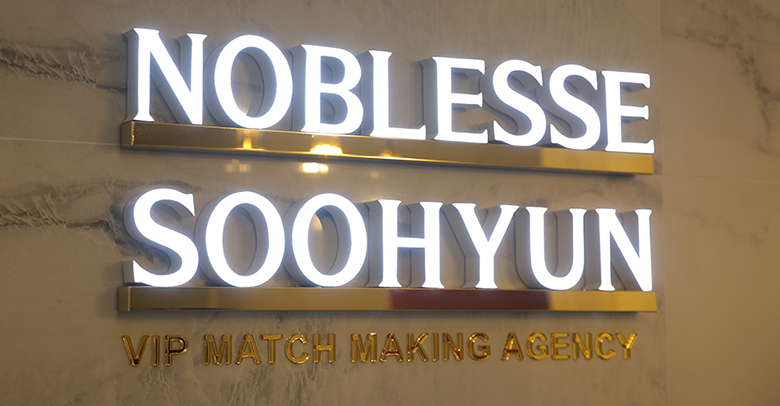 NOBLESSE
SOOHYUN
VIP MATCH MAKING AGENCY